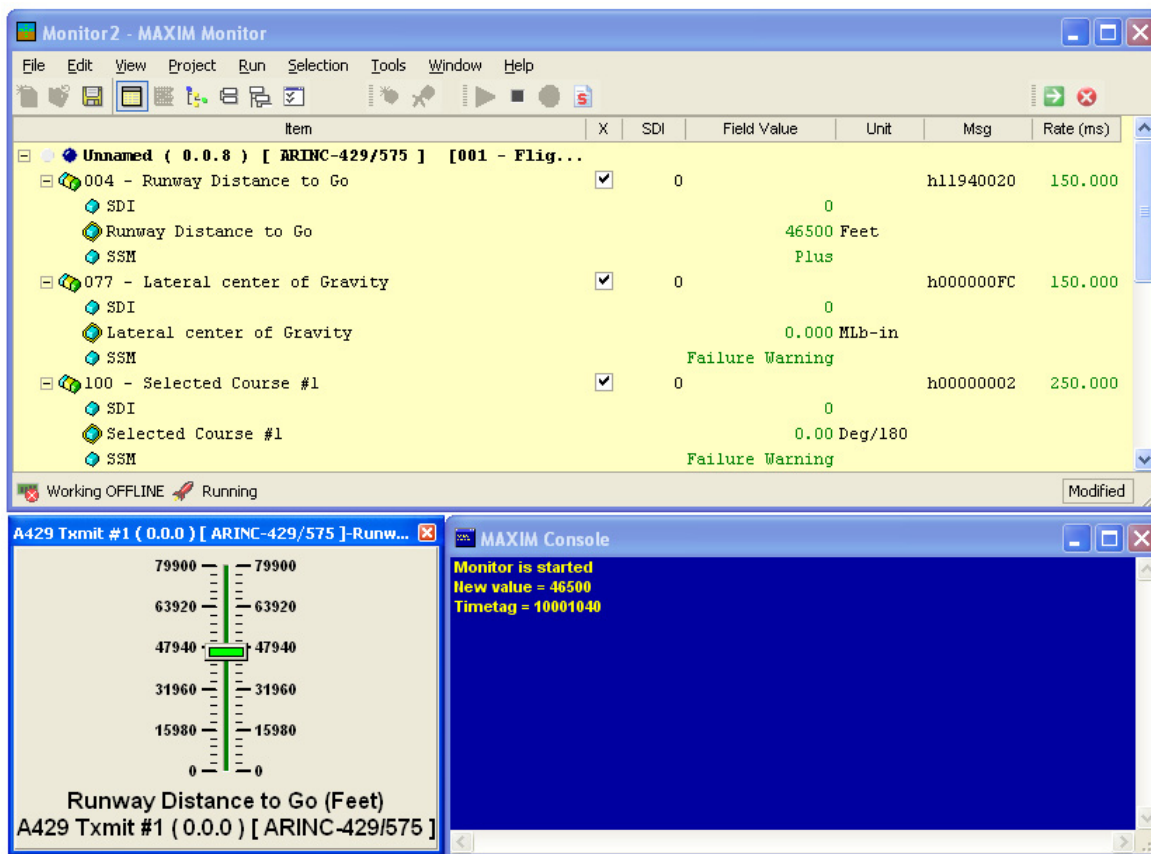 Monitor2 - MAXIM Monitor
File Edit View Project Run Selection Tools Window Help
Item X SDI Field Value Unit Msg Rate (ms)
Unnamed ( 0.0.8 ) [ ARINC-429/575 ] [001 - Flig...
004 - Runway Distance to Go 0 h11940020 150.000
SDI 0
Runway Distance to Go 46500 Feet
SSM Plus
077 - Lateral center of Gravity 0 h000000FC 150.000
SDI 0
Lateral center of Gravity 0.000 MLb-in
SSM Failure Warning
100 - Selected Course #1 0 h00000002 250.000
SDI 0
Selected Course #1 0.00 Deg/180
SSM Failure Warning
Working OFFLINE Running Modified
A429 Txmit #1 ( 0.0.0 ) [ ARINC-429/575 ]-Runw...
79900 79900
63920 63920
47940 47940
31960 31960
15980 15980
0 0
Runway Distance to Go (Feet)
A429 Txmit #1 ( 0.0.0 ) [ ARINC-429/575 ]
MAXIM Console
Monitor is started
New value = 46500
Timetag = 10001040